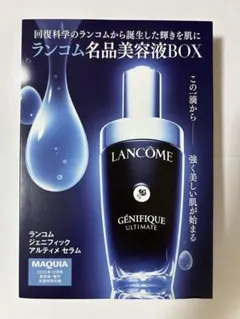 回復科学のランコムから誕生した輝きを肌に
ランコム名品美容液BOX
この一滴から
強く美しい肌が始まる
LANCÔME
GÉNIFIQUE
ULTIMATE
ランコム
ジェニフィック
アルティメ セラム
MAQUIA